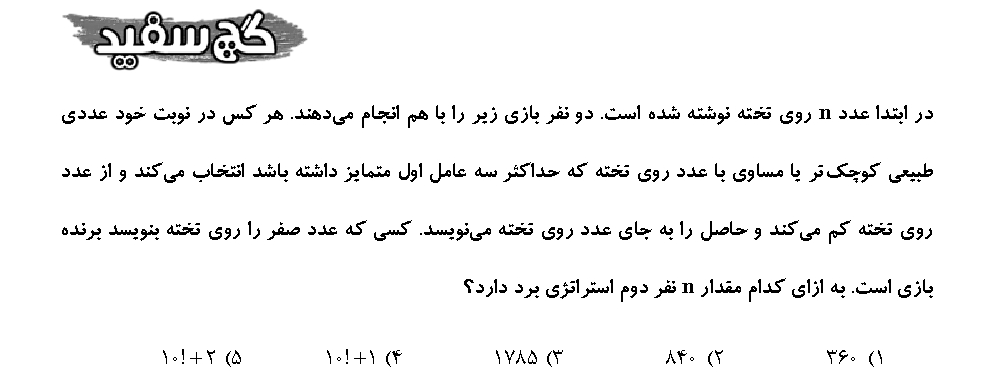 گچ سفید
در ابتدا عدد n روی تخته نوشته شده است. دو نفر بازی زیر را با هم انجام می‌دهند. هر کس در نوبت خود عددی
طبیعی کوچک‌تر یا مساوی با عدد روی تخته که حداکثر سه عامل اول متمایز داشته باشد انتخاب می‌کند و از عدد
روی تخته کم می‌کند و حاصل را به جای عدد روی تخته می‌نویسد. کسی که عدد صفر را روی تخته بنویسد برنده
بازی است. به ازای کدام مقدار n نفر دوم استراتژی برد دارد؟
۱) ۳۶۰ ۲) ۸۴۰ ۳) ۱۷۸۵ ۴) ۱۰!+۱ ۵) ۱۰!+۲